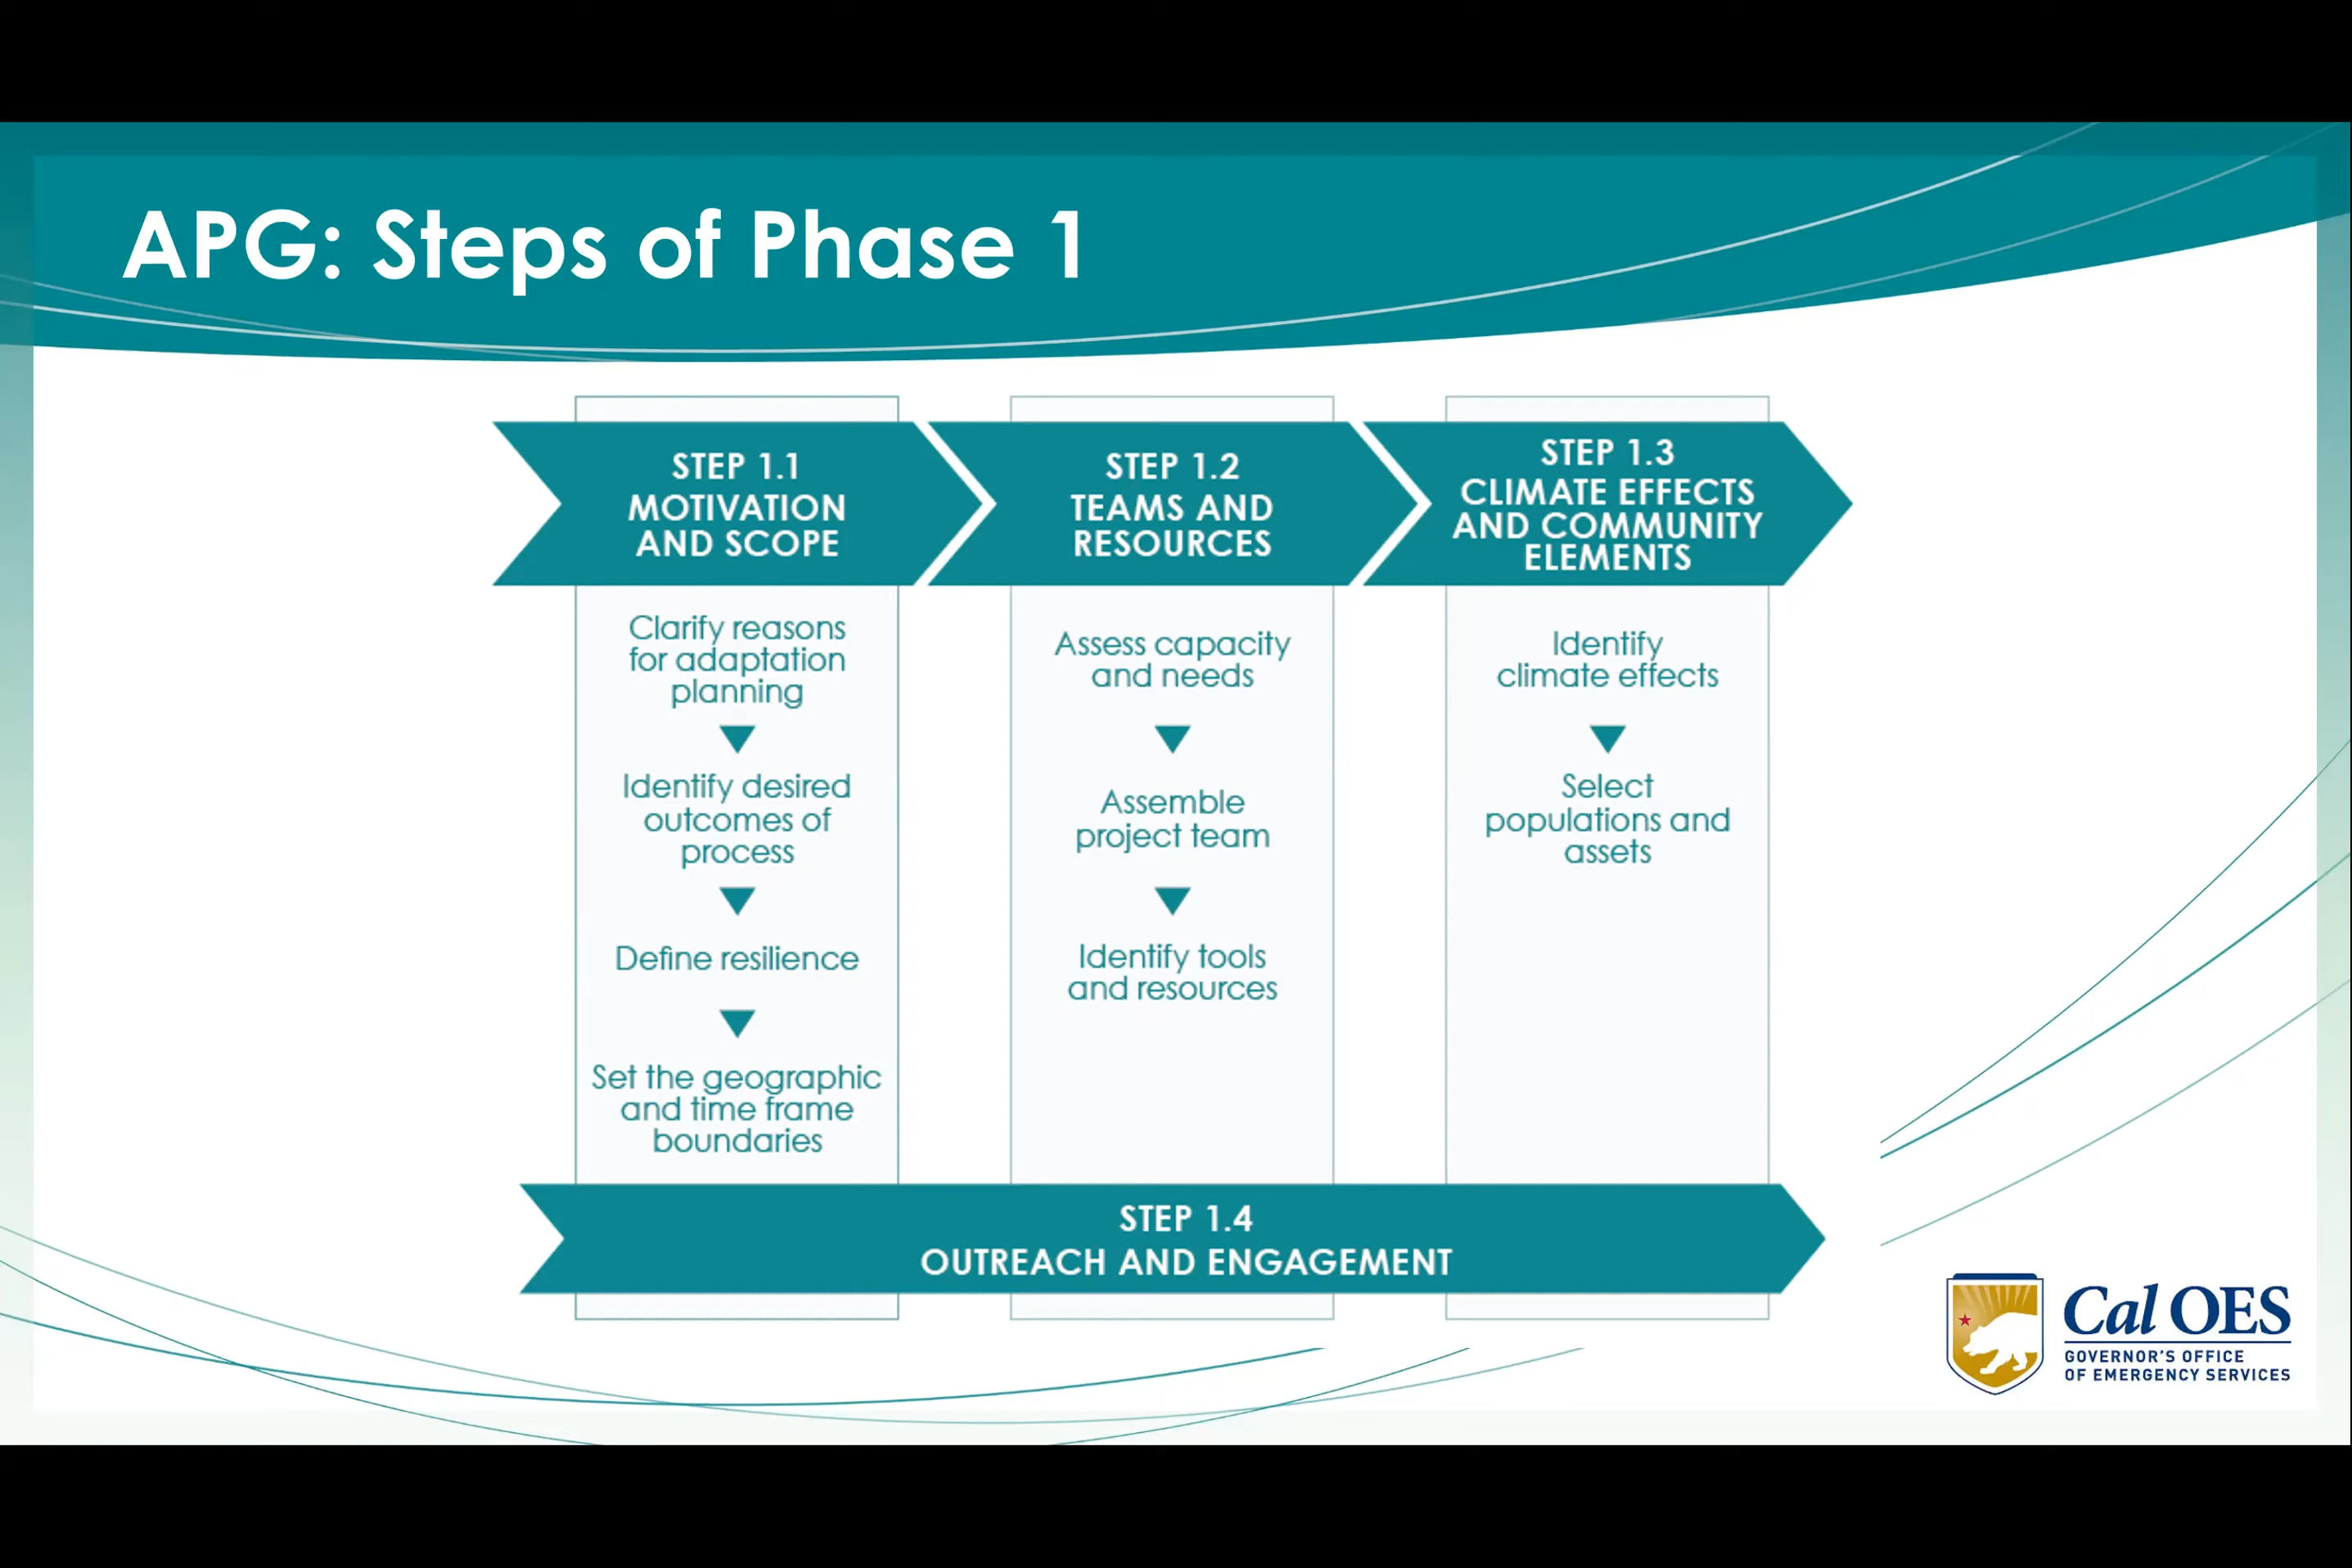 APG: Steps of Phase 1
STEP 1.1
MOTIVATION
AND SCOPE
Clarify reasons
for adaptation
planning
Identify desired
outcomes of
process
Define resilience
Set the geographic
and time frame
boundaries
STEP 1.2
TEAMS AND
RESOURCES
Assess capacity
and needs
Assemble
project team
Identify tools
and resources
STEP 1.3
CLIMATE EFFECTS
AND COMMUNITY
ELEMENTS
Identify
climate effects
Select
populations and
assets
STEP 1.4
OUTREACH AND ENGAGEMENT
Cal OES
GOVERNOR'S OFFICE
OF EMERGENCY SERVICES